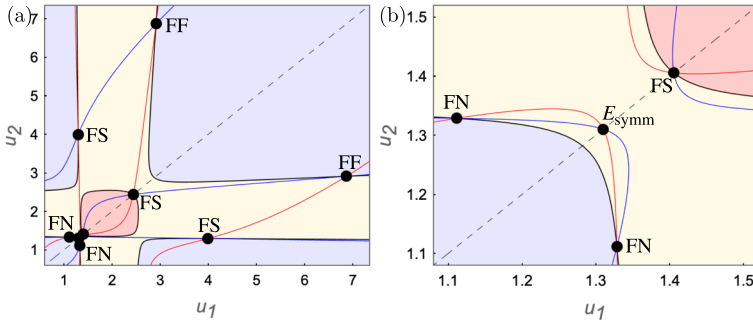 (a)
7
6
5
4
3
2
1
u2
FF
FS
FF
FS
FS
FN
FN
1 2 3 4 5 6 7
u1
(b)
1.5
1.4
1.3
1.2
1.1
u2
FS
FN
Esymm
FN
1.1 1.2 1.3 1.4 1.5
u1